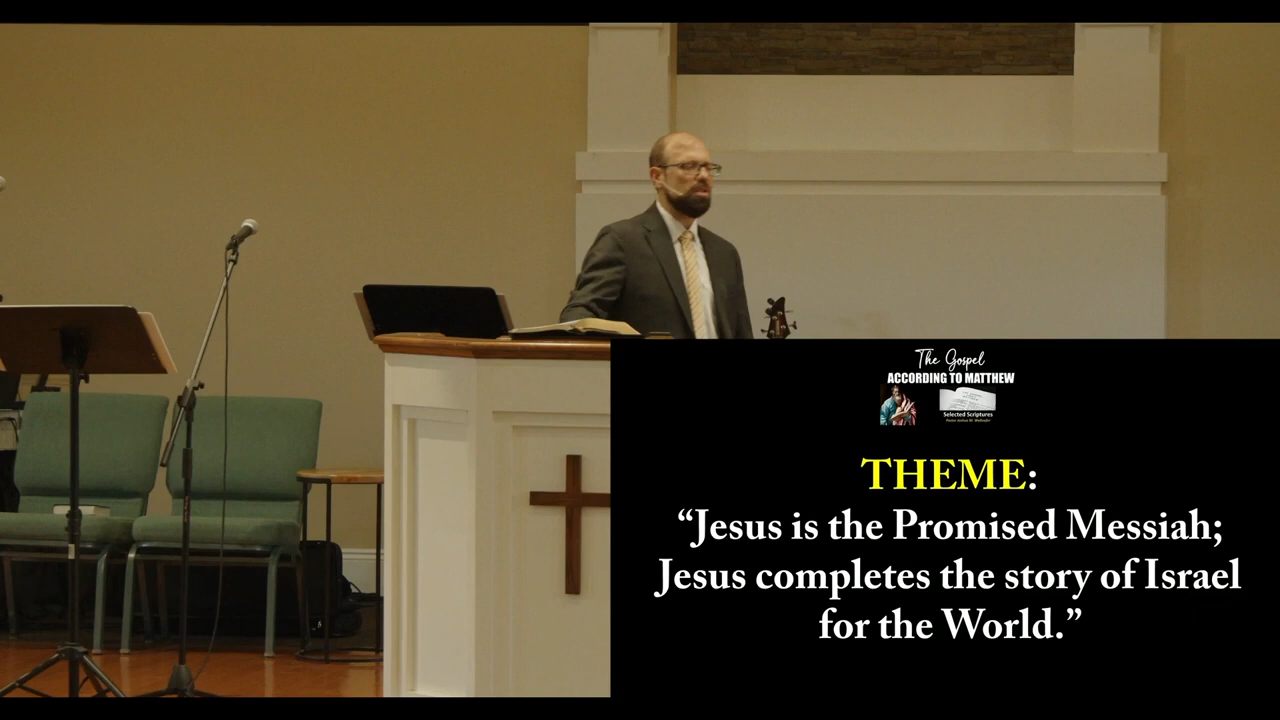 The Gospel
ACCORDING TO MATTHEW
Selected Scriptures
THEME:
“Jesus is the Promised Messiah;
Jesus completes the story of Israel
for the World.”